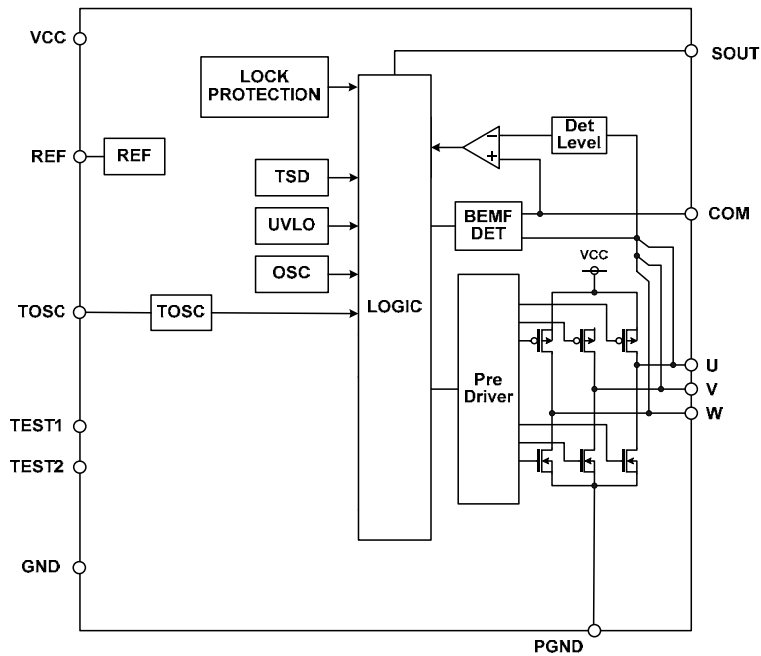 VCC
SOUT
LOCK
PROTECTION
Det
Level
REF
REF
TSD
COM
BEMF
DET
UVLO
VCC
OSC
TOSC
TOSC
LOGIC
U
Pre
Driver
V
W
TEST1
TEST2
GND
PGND